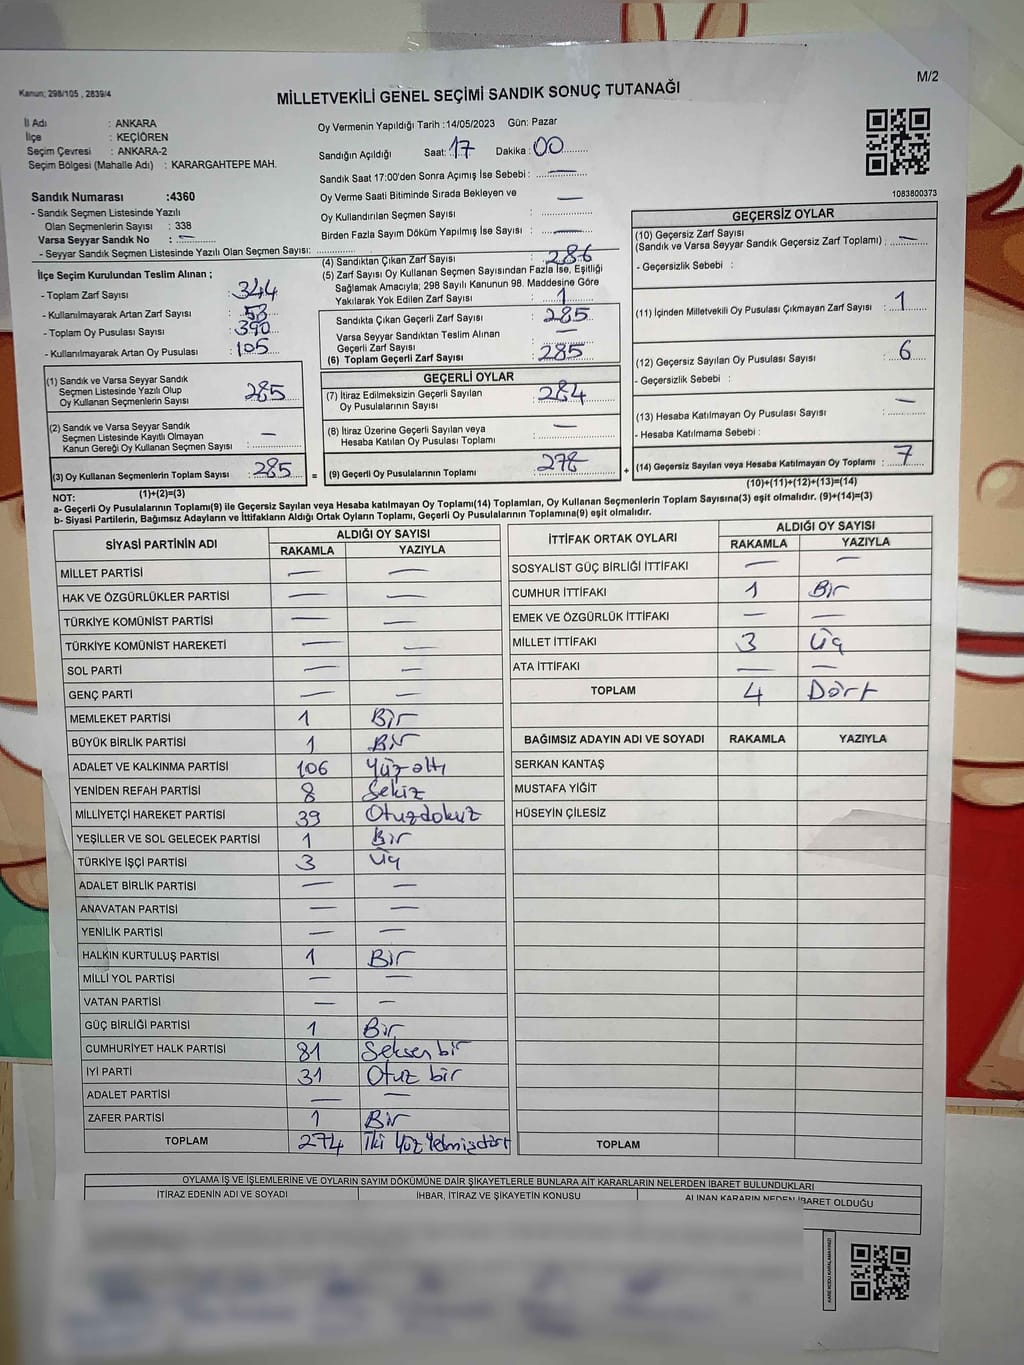 M/2
Kanun: 298/105 , 2839/4
MİLLETVEKİLİ GENEL SEÇİMİ SANDIK SONUÇ TUTANAĞI
İl Adı : ANKARA
İlçe : KEÇİÖREN
Seçim Çevresi : ANKARA-2
Seçim Bölgesi (Mahalle Adı) : KARARGAHTEPE MAH.
Sandık Numarası :4360
- Sandık Seçmen Listesinde Yazılı
Olan Seçmenlerin Sayısı : 338
Varsa Seyyar Sandık No : —
- Seyyar Sandık Seçmen Listesinde Yazılı Olan Seçmen Sayısı:
Oy Vermenin Yapıldığı Tarih :14/05/2023 Gün: Pazar
Sandığın Açıldığı Saat: 17 Dakika : 00
Sandık Saat 17:00'den Sonra Açımış İse Sebebi : —
Oy Verme Saati Bitiminde Sırada Bekleyen ve —
Oy Kullandırılan Seçmen Sayısı :
Birden Fazla Sayım Döküm Yapılmış İse Sayısı : —
1083800373
İlçe Seçim Kurulundan Teslim Alınan ;
- Toplam Zarf Sayısı : 344
- Kullanılmayarak Artan Zarf Sayısı : 58
- Toplam Oy Pusulası Sayısı : 390
- Kullanılmayarak Artan Oy Pusulası : 105
(1) Sandık ve Varsa Seyyar Sandık
Seçmen Listesinde Yazılı Olup
Oy Kullanan Seçmenlerin Sayısı : 285
(2) Sandık ve Varsa Seyyar Sandık
Seçmen Listesinde Kayıtlı Olmayan
Kanun Gereği Oy Kullanan Seçmen Sayısı : —
(3) Oy Kullanan Seçmenlerin Toplam Sayısı : 285 =
(1)+(2)=(3)
(4) Sandıktan Çıkan Zarf Sayısı : 286
(5) Zarf Sayısı Oy Kullanan Seçmen Sayısından Fazla İse, Eşitliği
Sağlamak Amacıyla; 298 Sayılı Kanunun 98. Maddesine Göre
Yakılarak Yok Edilen Zarf Sayısı : 1
Sandıkta Çıkan Geçerli Zarf Sayısı : 285
Varsa Seyyar Sandıktan Teslim Alınan
Geçerli Zarf Sayısı : —
(6) Toplam Geçerli Zarf Sayısı : 285
GEÇERLİ OYLAR
(7) İtiraz Edilmeksizin Geçerli Sayılan
Oy Pusulalarının Sayısı : 284
(8) İtiraz Üzerine Geçerli Sayılan veya
Hesaba Katılan Oy Pusulası Toplamı : —
(9) Geçerli Oy Pusulalarının Toplamı : 278 +
GEÇERSİZ OYLAR
(10) Geçersiz Zarf Sayısı
(Sandık ve Varsa Seyyar Sandık Geçersiz Zarf Toplamı) : —
- Geçersizlik Sebebi :
(11) İçinden Milletvekili Oy Pusulası Çıkmayan Zarf Sayısı : 1
(12) Geçersiz Sayılan Oy Pusulası Sayısı : 6
- Geçersizlik Sebebi :
(13) Hesaba Katılmayan Oy Pusulası Sayısı : —
- Hesaba Katılmama Sebebi :
(14) Geçersiz Sayılan veya Hesaba Katılmayan Oy Toplamı : 7
(10)+(11)+(12)+(13)=(14)
NOT:
a- Geçerli Oy Pusulalarının Toplamı(9) ile Geçersiz Sayılan veya Hesaba katılmayan Oy Toplamı(14) Toplamları, Oy Kullanan Seçmenlerin Toplam Sayısına(3) eşit olmalıdır. (9)+(14)=(3)
b- Siyasi Partilerin, Bağımsız Adayların ve İttifakların Aldığı Ortak Oyların Toplamı, Geçerli Oy Pusulalarının Toplamına(9) eşit olmalıdır.
SİYASİ PARTİNİN ADI ALDIĞI OY SAYISI
RAKAMLA YAZIYLA
MİLLET PARTİSİ — —
HAK VE ÖZGÜRLÜKLER PARTİSİ — —
TÜRKİYE KOMÜNİST PARTİSİ — —
TÜRKİYE KOMÜNİST HAREKETİ — —
SOL PARTİ — —
GENÇ PARTİ — —
MEMLEKET PARTİSİ 1 Bir
BÜYÜK BİRLİK PARTİSİ 1 Bir
ADALET VE KALKINMA PARTİSİ 106 Yüz altı
YENİDEN REFAH PARTİSİ 8 Sekiz
MİLLİYETÇİ HAREKET PARTİSİ 39 Otuzdokuz
YEŞİLLER VE SOL GELECEK PARTİSİ 1 Bir
TÜRKİYE İŞÇİ PARTİSİ 3 Üç
ADALET BİRLİK PARTİSİ — —
ANAVATAN PARTİSİ — —
YENİLİK PARTİSİ — —
HALKIN KURTULUŞ PARTİSİ 1 Bir
MİLLİ YOL PARTİSİ — —
VATAN PARTİSİ — —
GÜÇ BİRLİĞİ PARTİSİ 1 Bir
CUMHURİYET HALK PARTİSİ 81 Seksen bir
İYİ PARTİ 31 Otuz bir
ADALET PARTİSİ — —
ZAFER PARTİSİ 1 Bir
TOPLAM 274 İki Yüz Yetmişdört
İTTİFAK ORTAK OYLARI ALDIĞI OY SAYISI
RAKAMLA YAZIYLA
SOSYALİST GÜÇ BİRLİĞİ İTTİFAKI — —
CUMHUR İTTİFAKI 1 Bir
EMEK VE ÖZGÜRLÜK İTTİFAKI — —
MİLLET İTTİFAKI 3 Üç
ATA İTTİFAKI — —
TOPLAM 4 Dört
BAĞIMSIZ ADAYIN ADI VE SOYADI RAKAMLA YAZIYLA
SERKAN KANTAŞ
MUSTAFA YİĞİT
HÜSEYİN ÇİLESİZ
TOPLAM
OYLAMA İŞ VE İŞLEMLERİNE VE OYLARIN SAYIM DÖKÜMÜNE DAİR ŞİKAYETLERLE BUNLARA AİT KARARLARIN NELERDEN İBARET BULUNDUKLARI
İTİRAZ EDENİN ADI VE SOYADI İHBAR, İTİRAZ VE ŞİKAYETİN KONUSU ALINAN KARARIN NEDEN İBARET OLDUĞU